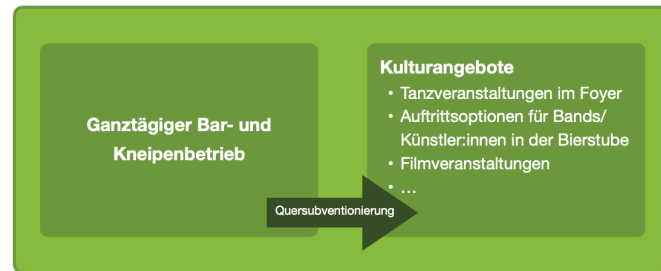 Ganztägiger Bar- und
Kneipenbetrieb
Kulturangebote
• Tanzveranstaltungen im Foyer
• Auftrittsoptionen für Bands/
Künstler:innen in der Bierstube
• Filmveranstaltungen
• ...
Quersubventionierung